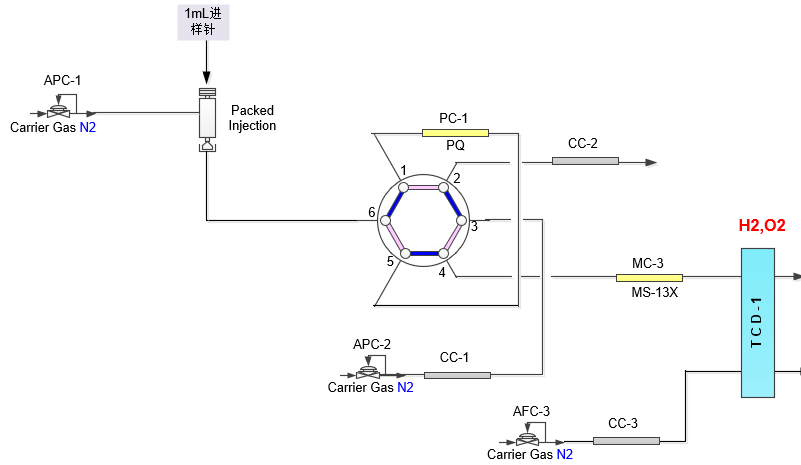 1mL进
样针
APC-1
Carrier Gas N2
Packed
Injection
PC-1
PQ
CC-2
1
2
3
4
5
6
H2,O2
MC-3
MS-13X
TCD-1
APC-2
CC-1
Carrier Gas N2
AFC-3
CC-3
Carrier Gas N2